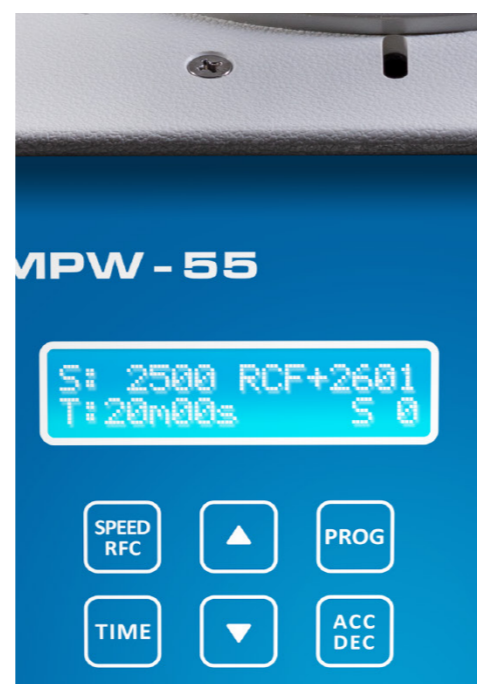 MPW-55
S: 2500 RCF+2601
T:20m00s S 0
SPEED
RFC
PROG
TIME
ACC
DEC